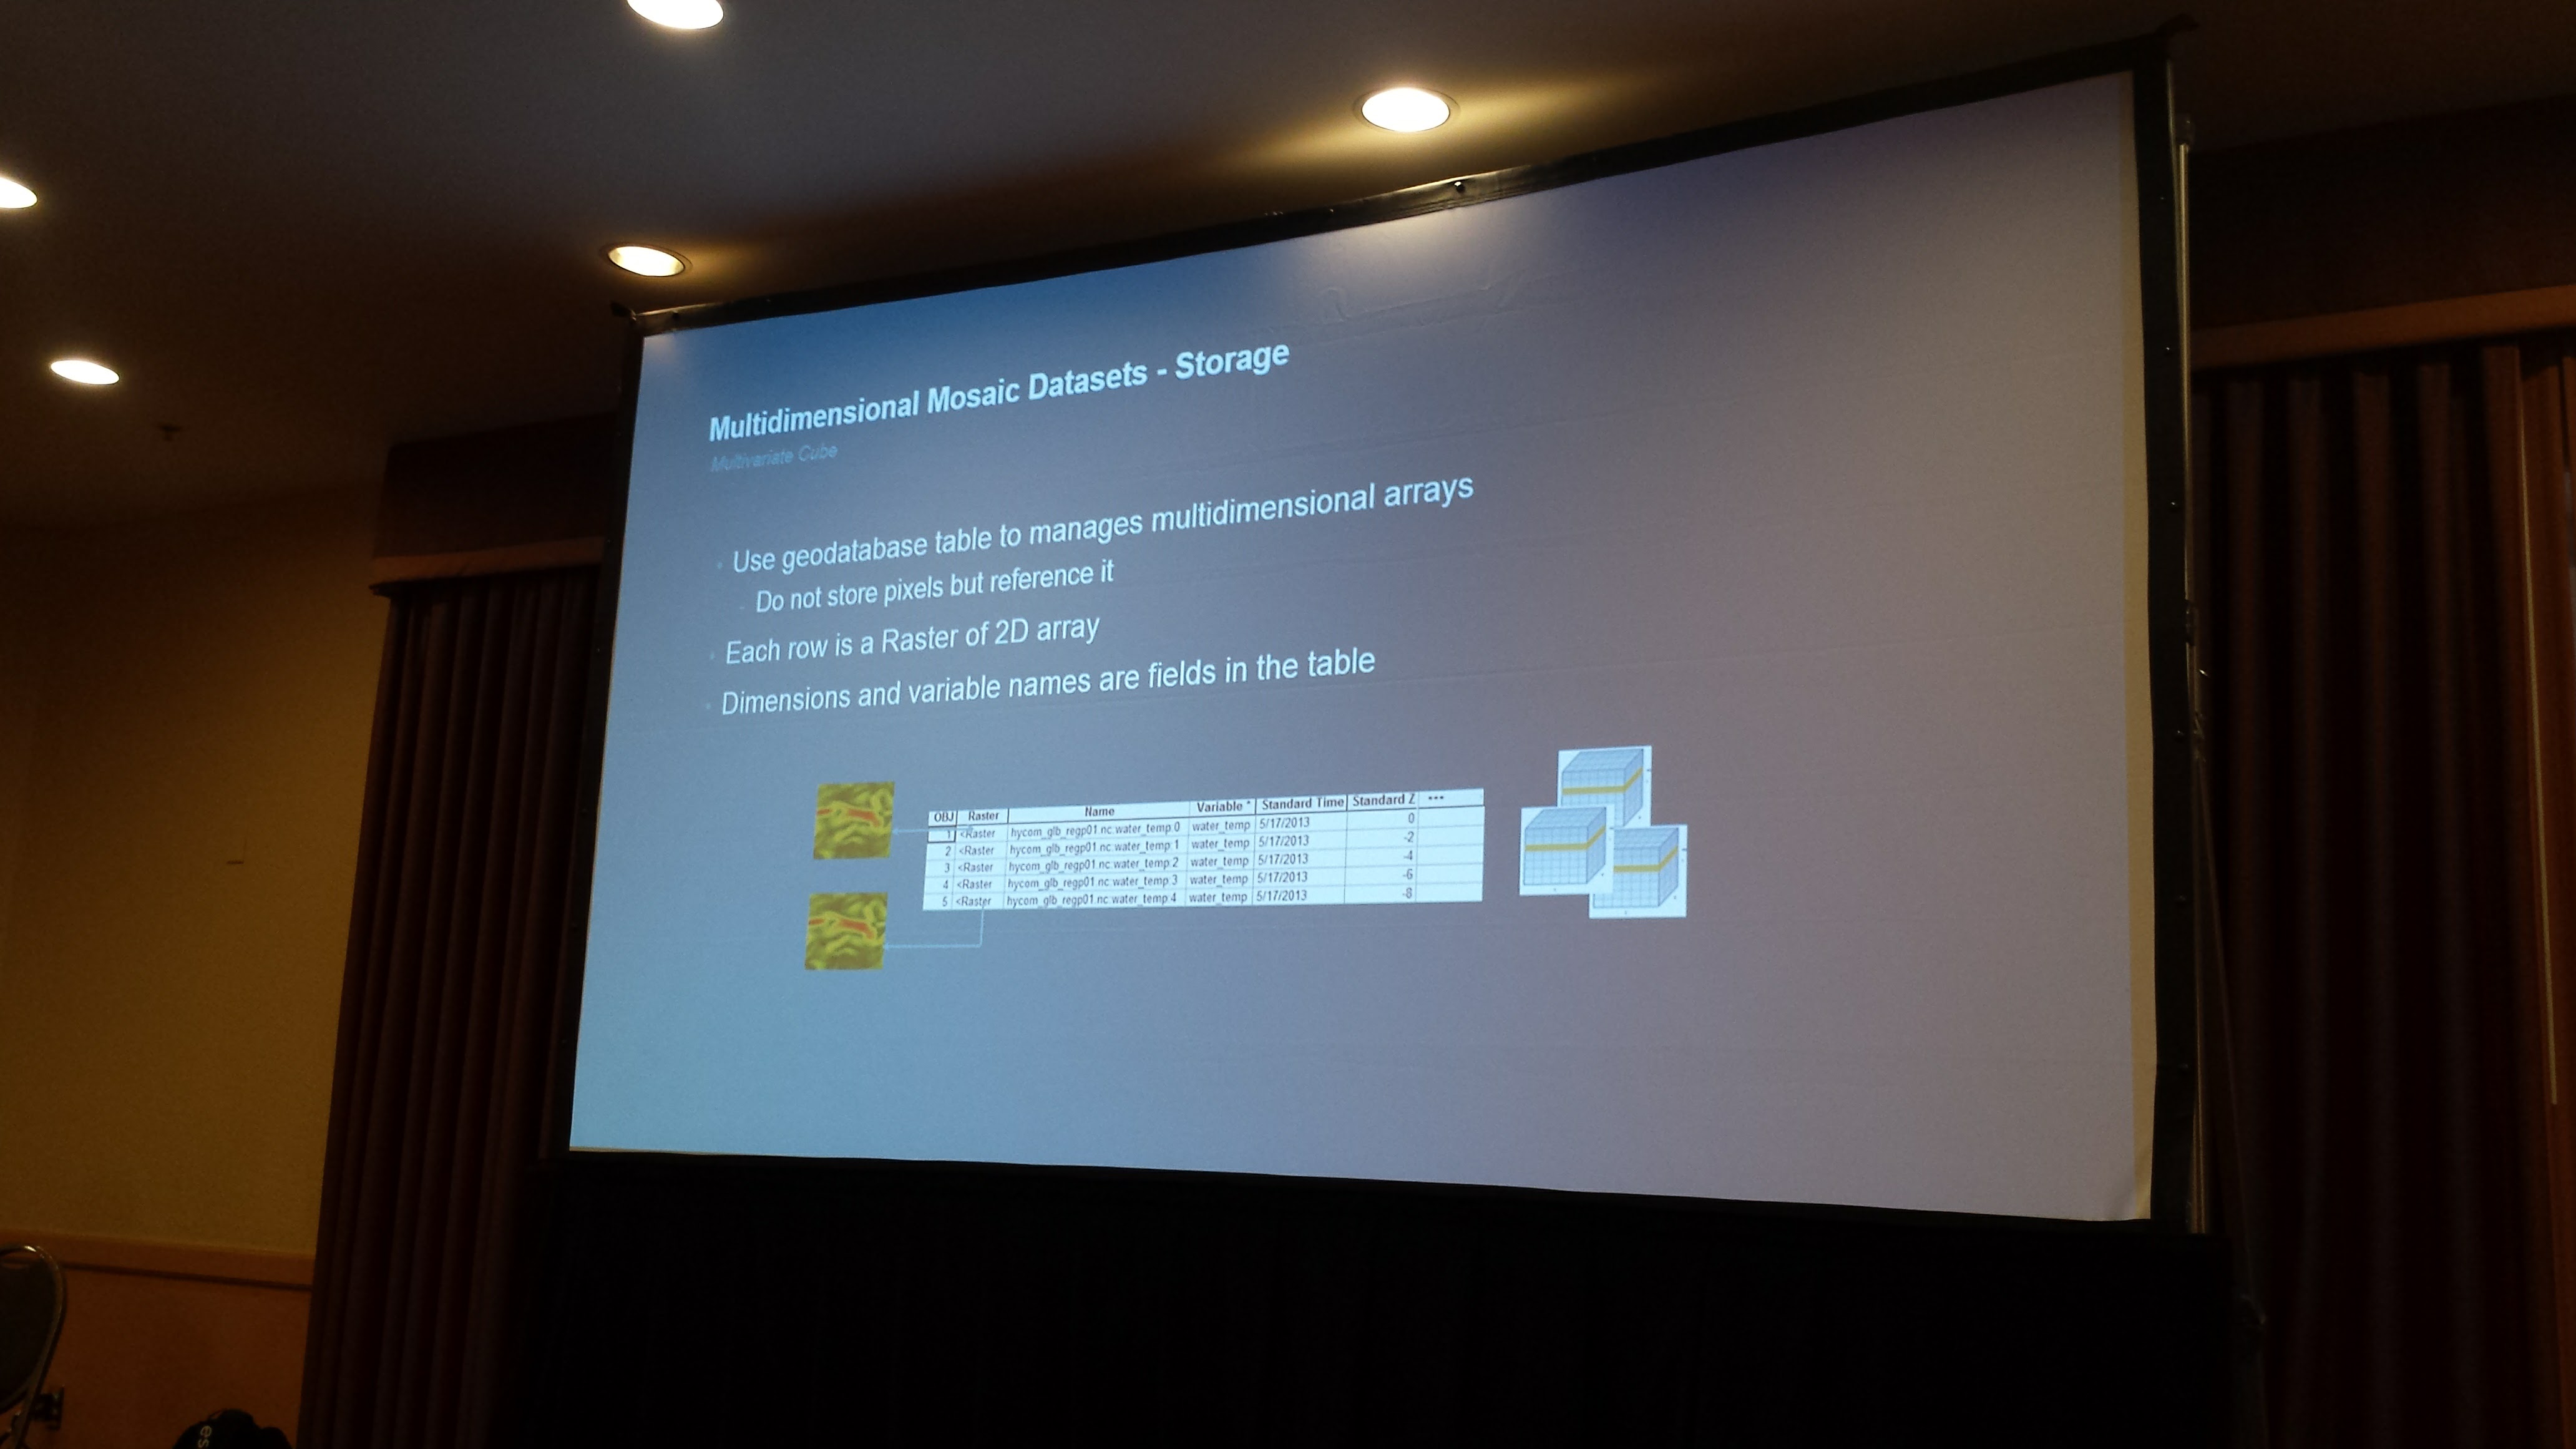 Multidimensional Mosaic Datasets - Storage
Multivariate Cube
Use geodatabase table to manages multidimensional arrays
Do not store pixels but reference it
Each row is a Raster of 2D array
Dimensions and variable names are fields in the table
OBJ Raster Name Variable * Standard Time Standard Z ...
1 <Raster hycom_glb_regp01.nc:water_temp:0 water_temp 5/17/2013 0
2 <Raster hycom_glb_regp01.nc:water_temp:1 water_temp 5/17/2013 -2
3 <Raster hycom_glb_regp01.nc:water_temp:2 water_temp 5/17/2013 -4
4 <Raster hycom_glb_regp01.nc:water_temp:3 water_temp 5/17/2013 -6
5 <Raster hycom_glb_regp01.nc:water_temp:4 water_temp 5/17/2013 -8
es